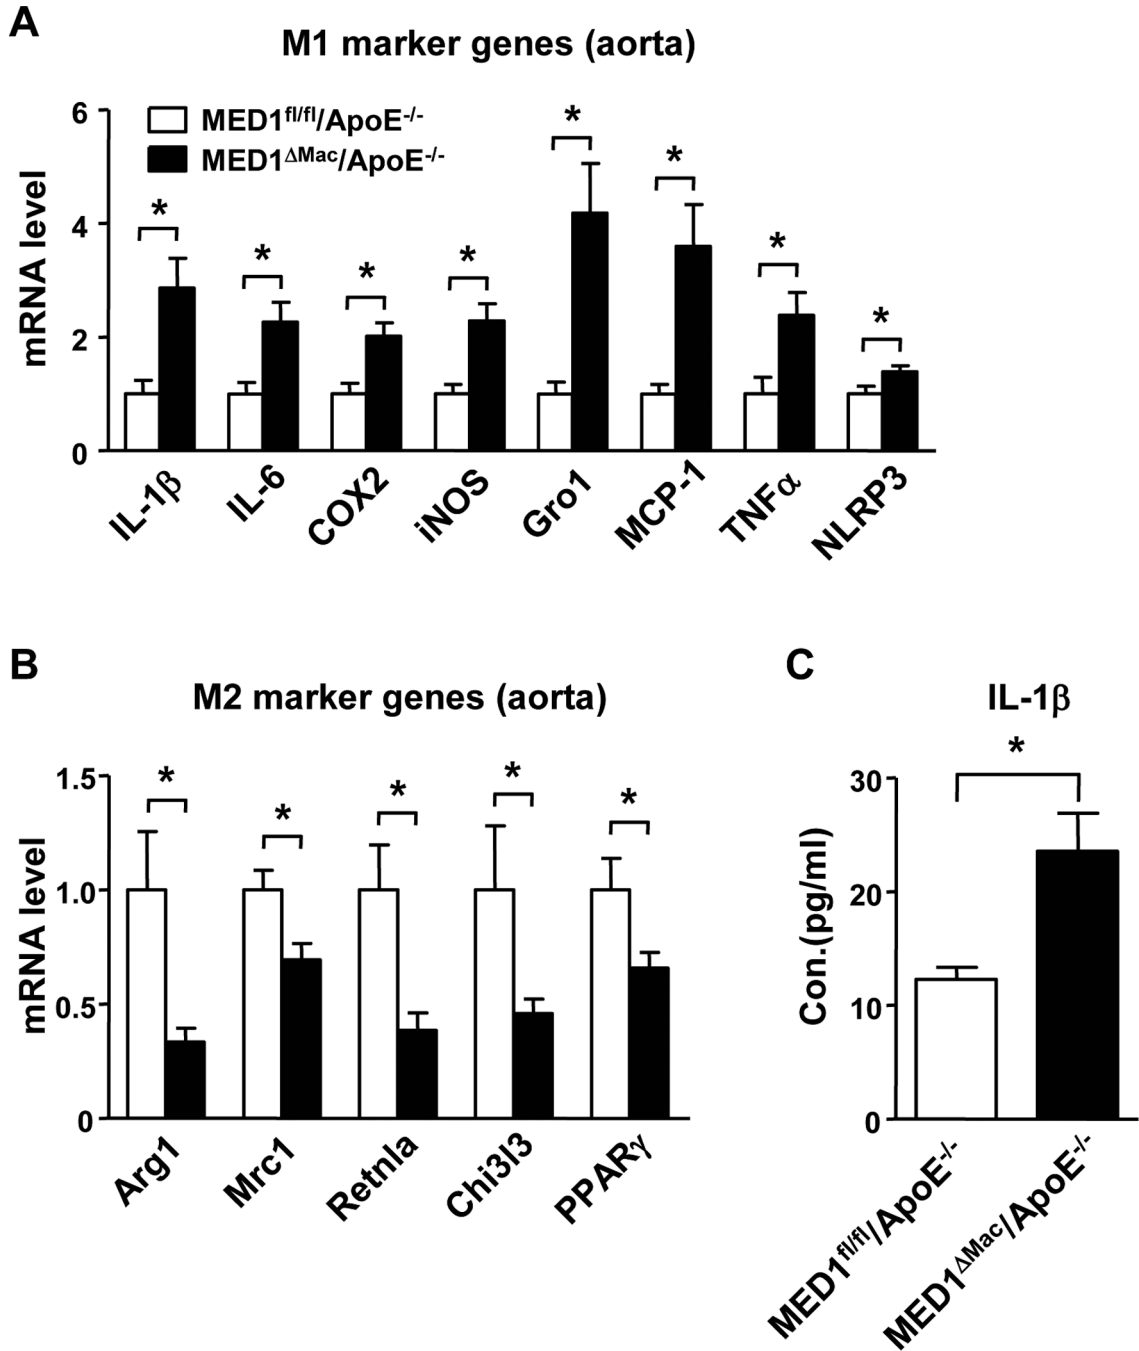 A
M1 marker genes (aorta)
MED1fl/fl/ApoE-/-
MED1ΔMac/ApoE-/-
mRNA level
6
4
2
0
*
*
*
*
*
*
*
*
IL-1β
IL-6
COX2
iNOS
Gro1
MCP-1
TNFα
NLRP3
B
M2 marker genes (aorta)
mRNA level
1.5
1.0
0.5
0
*
*
*
*
*
Arg1
Mrc1
Retnla
Chi3l3
PPARγ
C
IL-1β
*
Con.(pg/ml)
30
20
10
0
MED1fl/fl/ApoE-/-
MED1ΔMac/ApoE-/-